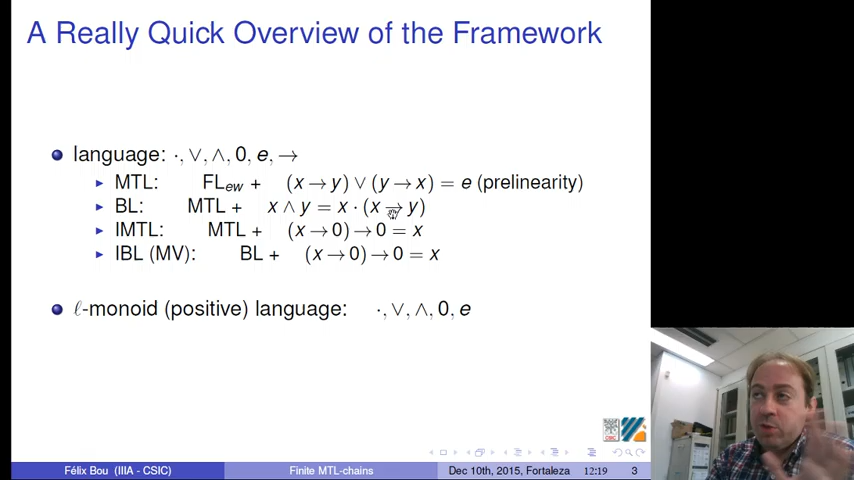 A Really Quick Overview of the Framework
language: ·, ∨, ∧, 0, e, →
MTL: FLew + (x → y) ∨ (y → x) = e (prelinearity)
BL: MTL + x ∧ y = x · (x → y)
IMTL: MTL + (x → 0) → 0 = x
IBL (MV): BL + (x → 0) → 0 = x
ℓ-monoid (positive) language: ·, ∨, ∧, 0, e
CSIC
Félix Bou (IIIA - CSIC) Finite MTL-chains Dec 10th, 2015, Fortaleza 12:19 3